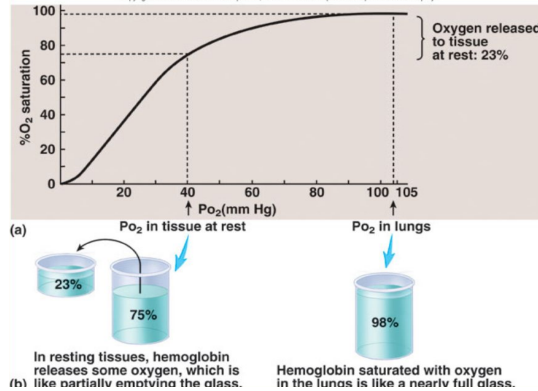 100
80
60
40
20
0
%O₂ saturation
Oxygen released
to tissue
at rest: 23%
20 40 60 80 100 105
Po₂(mm Hg)
(a)
Po₂ in tissue at rest
Po₂ in lungs
23%
75%
98%
In resting tissues, hemoglobin
releases some oxygen, which is
(b) like partially emptying the glass.
Hemoglobin saturated with oxygen
in the lungs is like a nearly full glass.